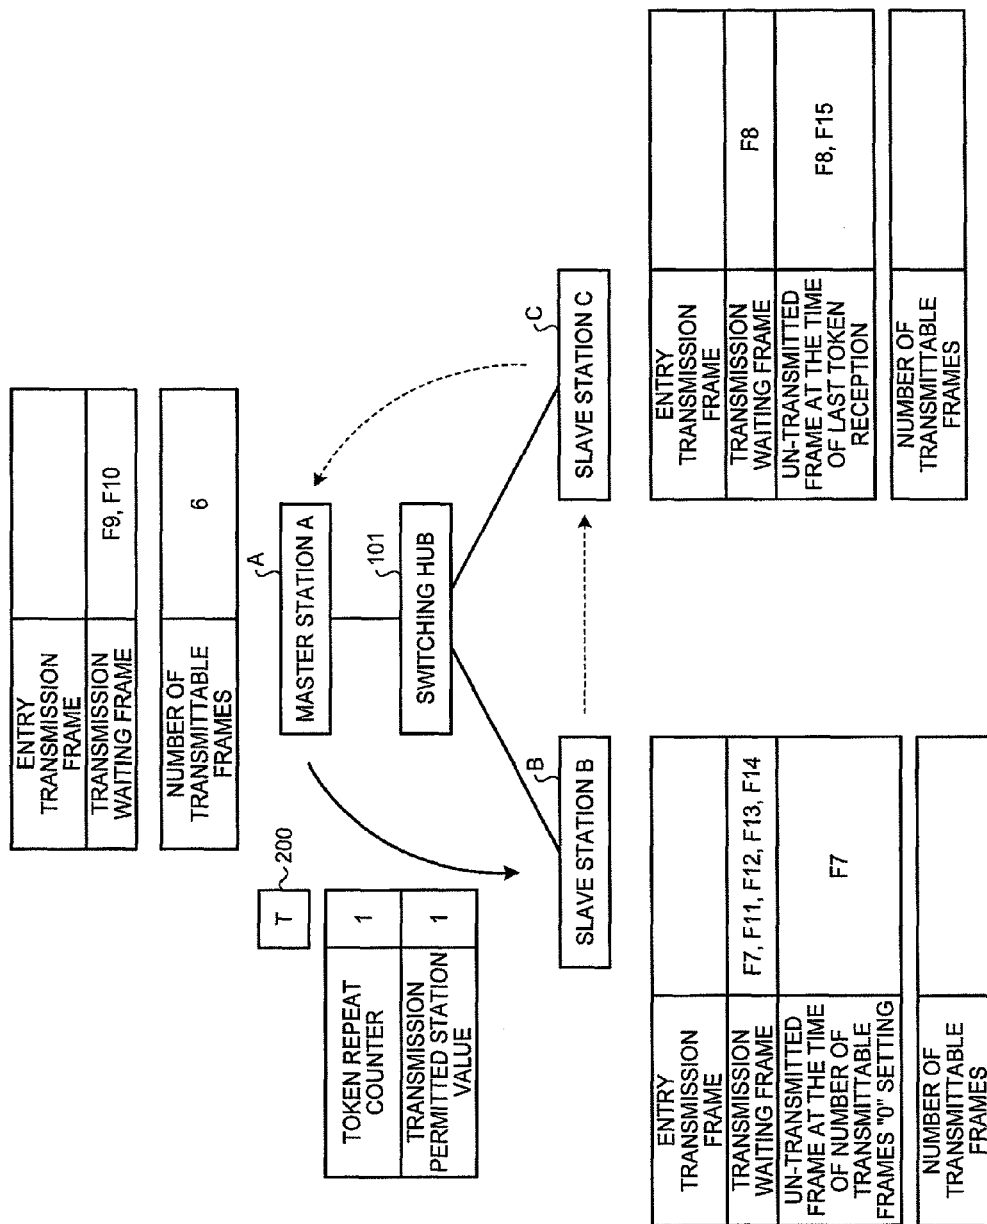 ENTRY
TRANSMISSION
FRAME
TRANSMISSION
WAITING FRAME
F9, F10
NUMBER OF
TRANSMITTABLE
FRAMES
6
A
MASTER STATION A
101
SWITCHING HUB
T
200
TOKEN REPEAT
COUNTER
1
TRANSMISSION
PERMITTED STATION
VALUE
1
B
SLAVE STATION B
C
SLAVE STATION C
ENTRY
TRANSMISSION
FRAME
TRANSMISSION
WAITING FRAME
F7, F11, F12, F13, F14
UN-TRANSMITTED
FRAME AT THE TIME
OF NUMBER OF
TRANSMITTABLE
FRAMES "0" SETTING
F7
NUMBER OF
TRANSMITTABLE
FRAMES
ENTRY
TRANSMISSION
FRAME
TRANSMISSION
WAITING FRAME
F8
UN-TRANSMITTED
FRAME AT THE TIME
OF LAST TOKEN
RECEPTION
F8, F15
NUMBER OF
TRANSMITTABLE
FRAMES